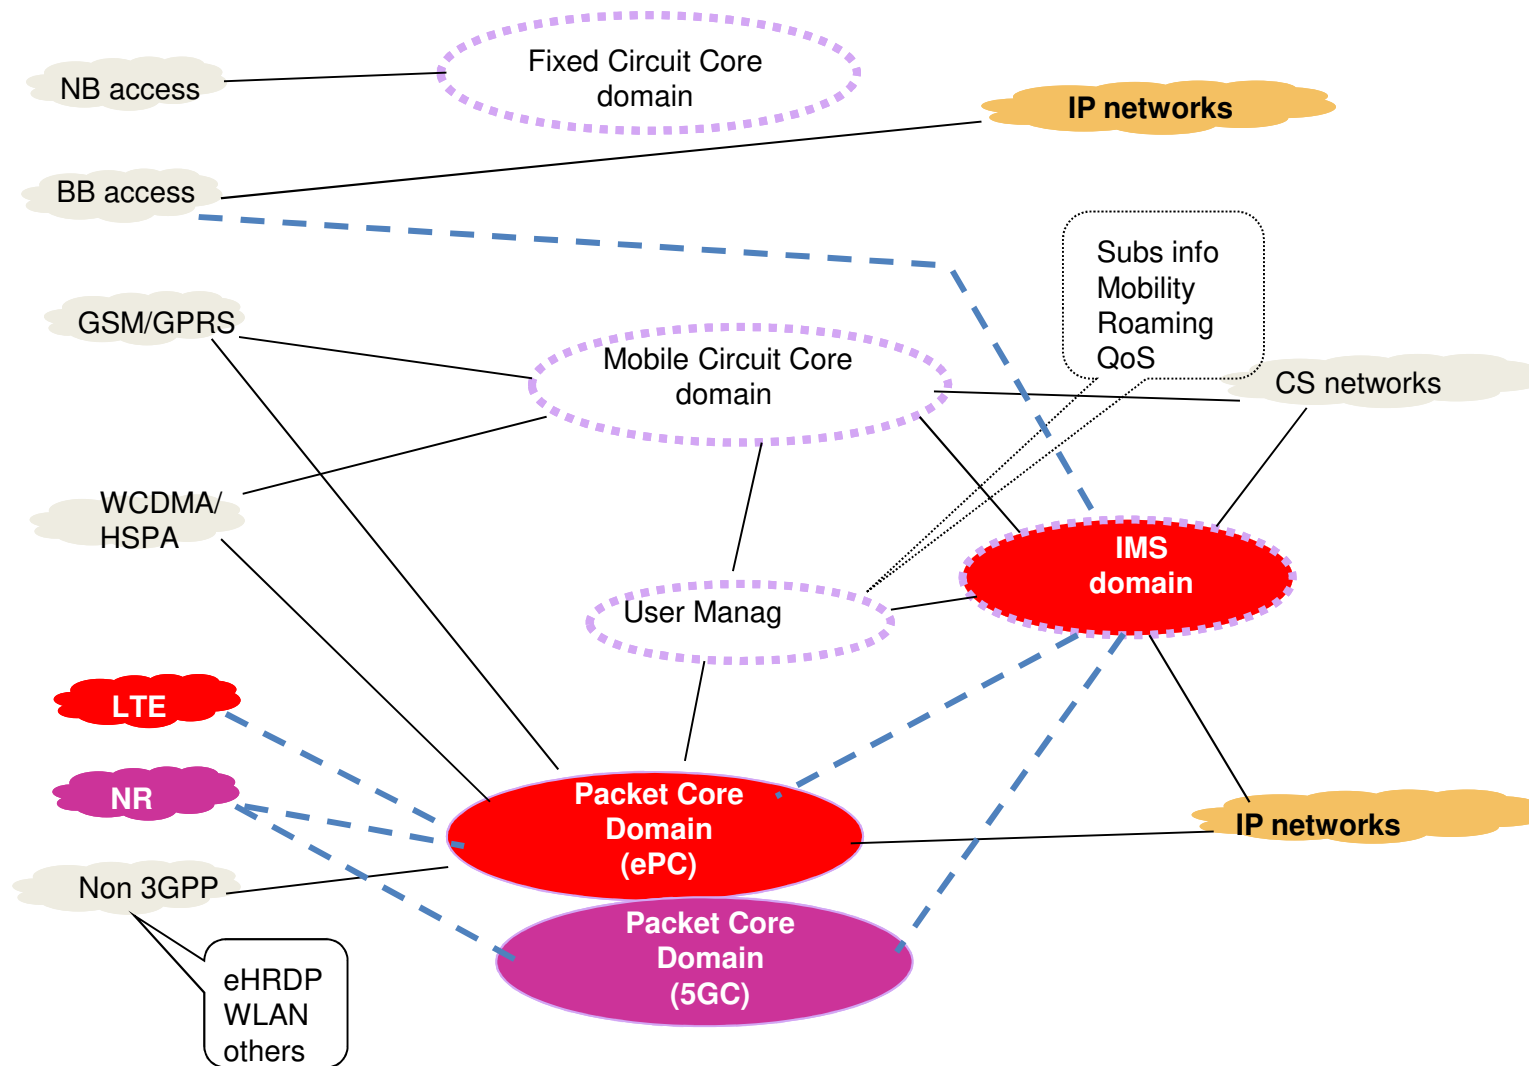 Fixed Circuit Core
domain
NB access
IP networks
BB access
Subs info
Mobility
Roaming
QoS
GSM/GPRS
Mobile Circuit Core
domain
CS networks
WCDMA/
HSPA
IMS
domain
User Manag
LTE
NR
Packet Core
Domain
(ePC)
IP networks
Non 3GPP
Packet Core
Domain
(5GC)
eHRDP
WLAN
others